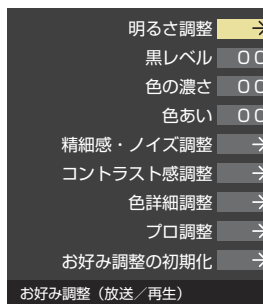 明るさ調整 →
黒レベル ００
色の濃さ ００
色あい ００
精細感・ノイズ調整 →
コントラスト感調整 →
色詳細調整 →
プロ調整 →
お好み調整の初期化 →
お好み調整（放送／再生）